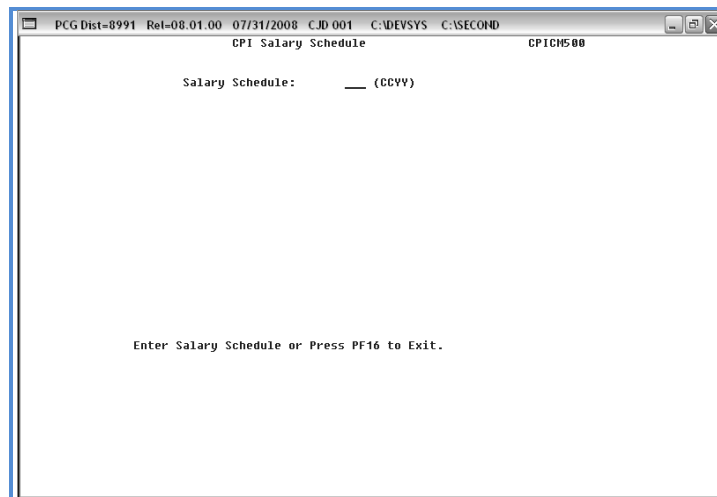 PCG Dist=8991 Rel=08.01.00 07/31/2008 CJD 001 C:\DEVSYS C:\SECOND
CPI Salary Schedule CPICM500
Salary Schedule: ___ (CCYY)
Enter Salary Schedule or Press PF16 to Exit.